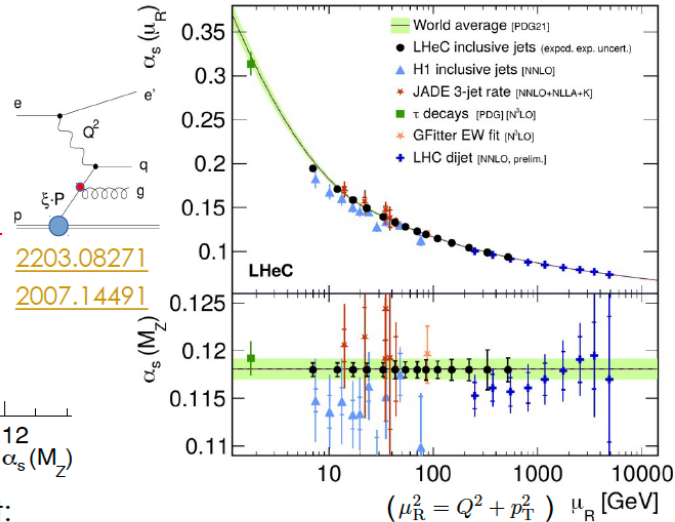 e
e'
Q²
q
g
ξ·P
p
2203.08271
2007.14491
12
α_s(M_Z)
t:
α_s(μ_R)
0.35
0.3
0.25
0.2
0.15
0.1
World average [PDG21]
LHeC inclusive jets (expcd. exp. uncert.)
H1 inclusive jets [NNLO]
JADE 3-jet rate [NNLO+NLLA+K]
τ decays [PDG] [N³LO]
GFitter EW fit [N³LO]
LHC dijet [NNLO, prelim.]
LHeC
α_s(M_Z)
0.125
0.12
0.115
0.11
10 100 1000 10000
(μ_R² = Q² + p_T²) μ_R [GeV]